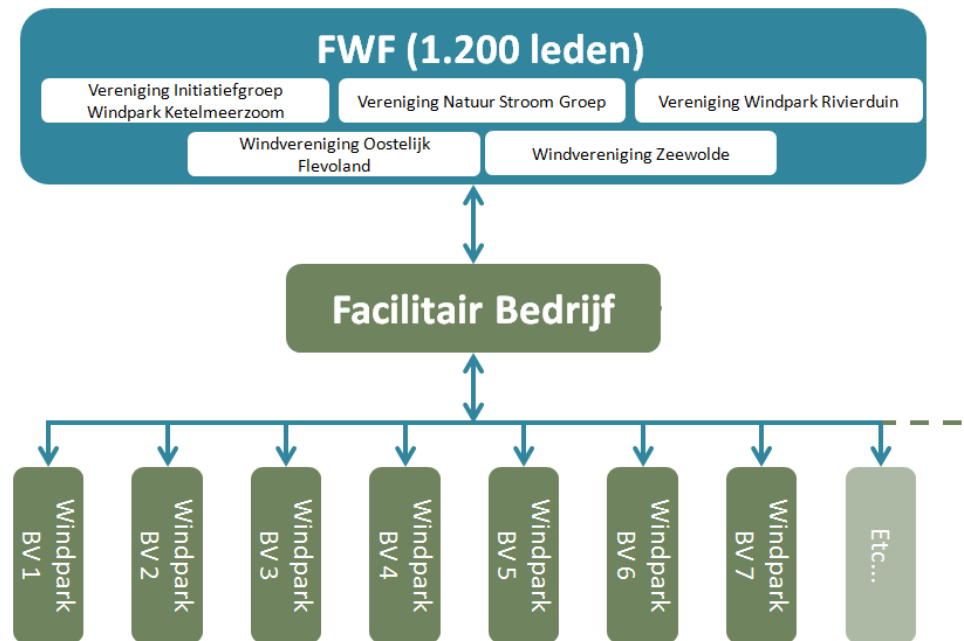 FWF (1.200 leden)
Vereniging Initiatiefgroep
Windpark Ketelmeerzoom
Vereniging Natuur Stroom Groep
Vereniging Windpark Rivierduin
Windvereniging Oostelijk
Flevoland
Windvereniging Zeewolde
Facilitair Bedrijf
Windpark
BV 1
Windpark
BV 2
Windpark
BV 3
Windpark
BV 4
Windpark
BV 5
Windpark
BV 6
Windpark
BV 7
Etc...